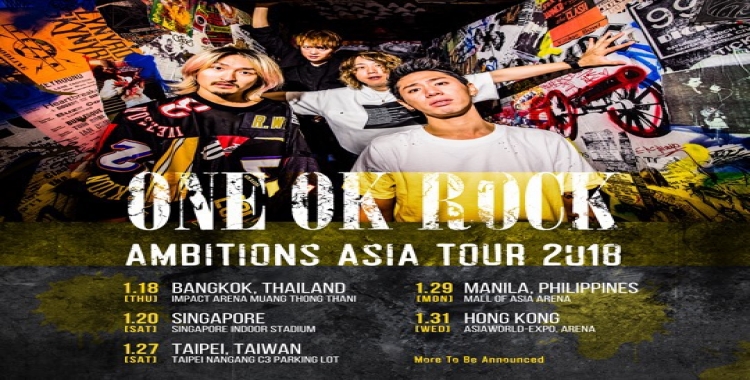 ONE OK ROCK
AMBITIONS ASIA TOUR 2018
1.18 BANGKOK, THAILAND
[THU] IMPACT ARENA MUANG THONG THANI
1.20 SINGAPORE
[SAT] SINGAPORE INDOOR STADIUM
1.27 TAIPEI, TAIWAN
[SAT] TAIPEI NANGANG C3 PARKING LOT
1.29 MANILA, PHILIPPINES
[MON] MALL OF ASIA ARENA
1.31 HONG KONG
[WED] ASIAWORLD-EXPO, ARENA
More To Be Announced